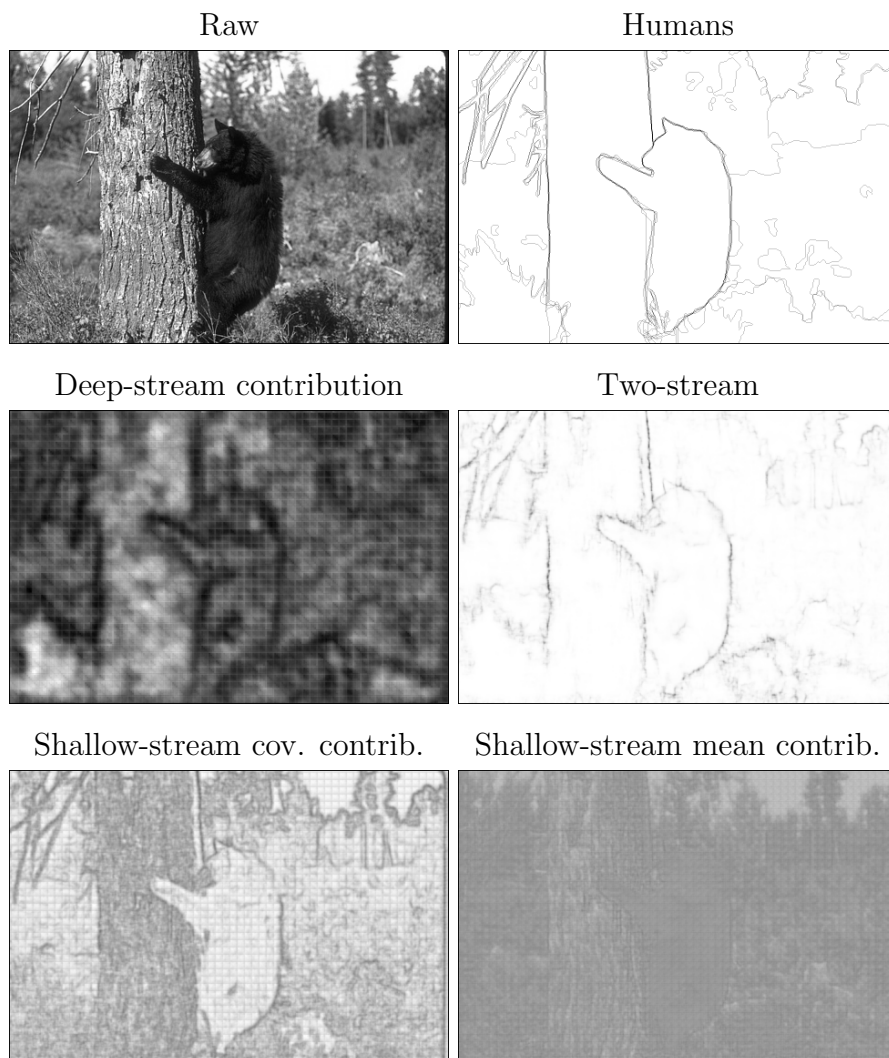 Raw
Humans
Deep-stream contribution
Two-stream
Shallow-stream cov. contrib.
Shallow-stream mean contrib.